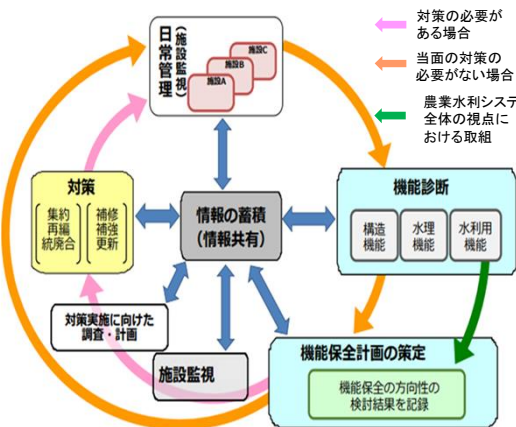 対策の必要が
ある場合
当面の対策の
必要がない場合
農業水利システム
全体の視点に
おける取組
日常管理
(施設監視)
施設A
施設B
施設C
対策
集約
再編
統廃合
補修
補強
更新
情報の蓄積
(情報共有)
機能診断
構造
機能
水理
機能
水利用
機能
対策実施に向けた
調査・計画
施設監視
機能保全計画の策定
機能保全の方向性の
検討結果を記録